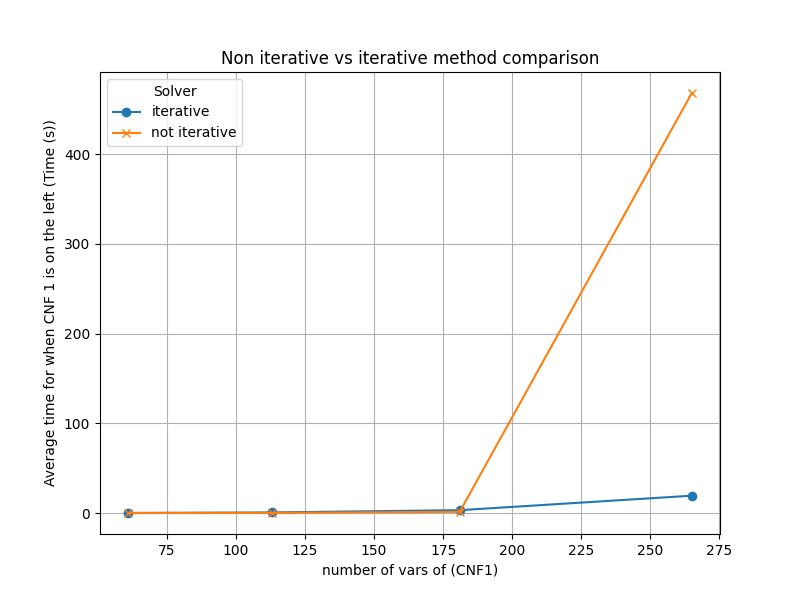 Non iterative vs iterative method comparison
Solver
iterative
not iterative
Average time for when CNF 1 is on the left (Time (s))
400
300
200
100
0
75 100 125 150 175 200 225 250 275
number of vars of (CNF1)